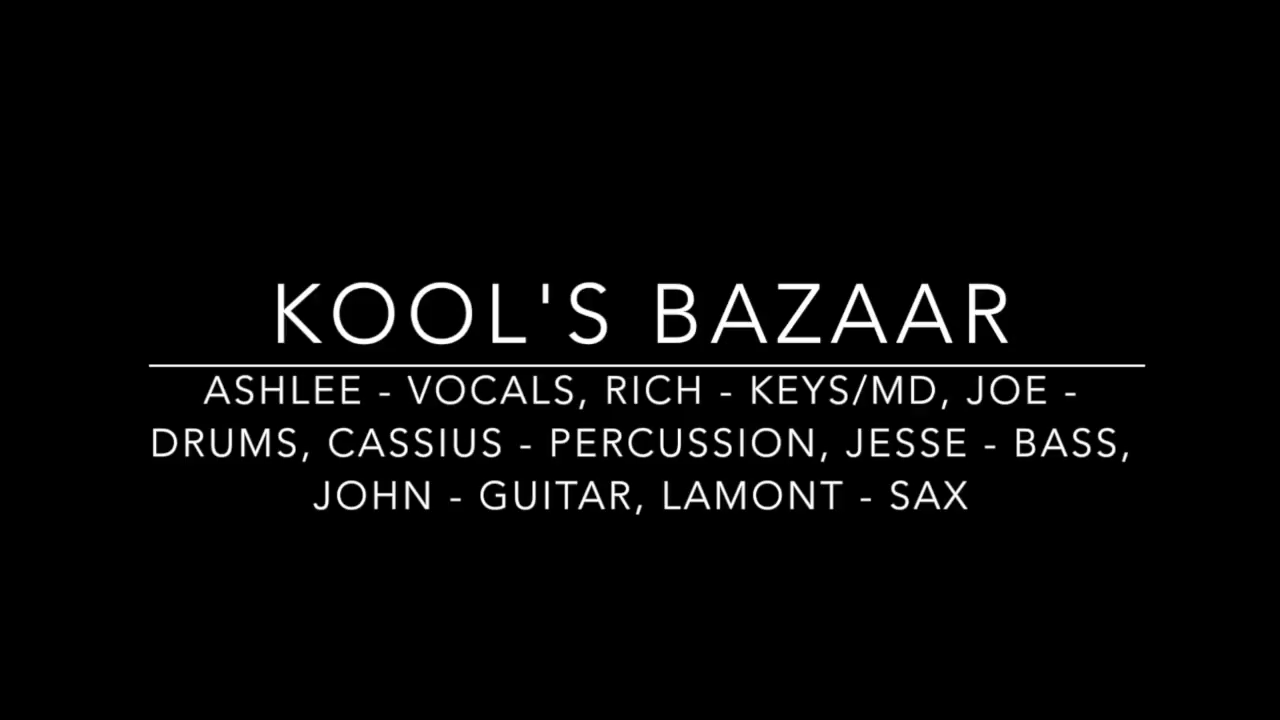 KOOL'S BAZAAR
ASHLEE - VOCALS, RICH - KEYS/MD, JOE -
DRUMS, CASSIUS - PERCUSSION, JESSE - BASS,
JOHN - GUITAR, LAMONT - SAX